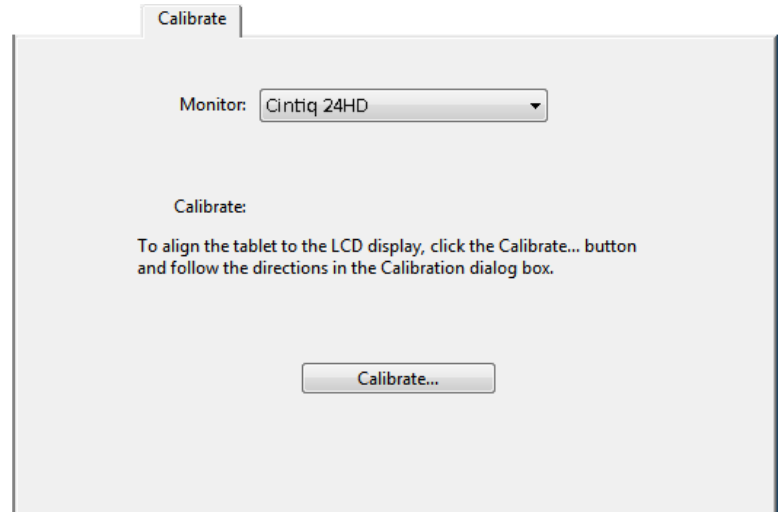 Calibrate
Monitor: Cintiq 24HD
Calibrate:
To align the tablet to the LCD display, click the Calibrate... button
and follow the directions in the Calibration dialog box.
Calibrate...